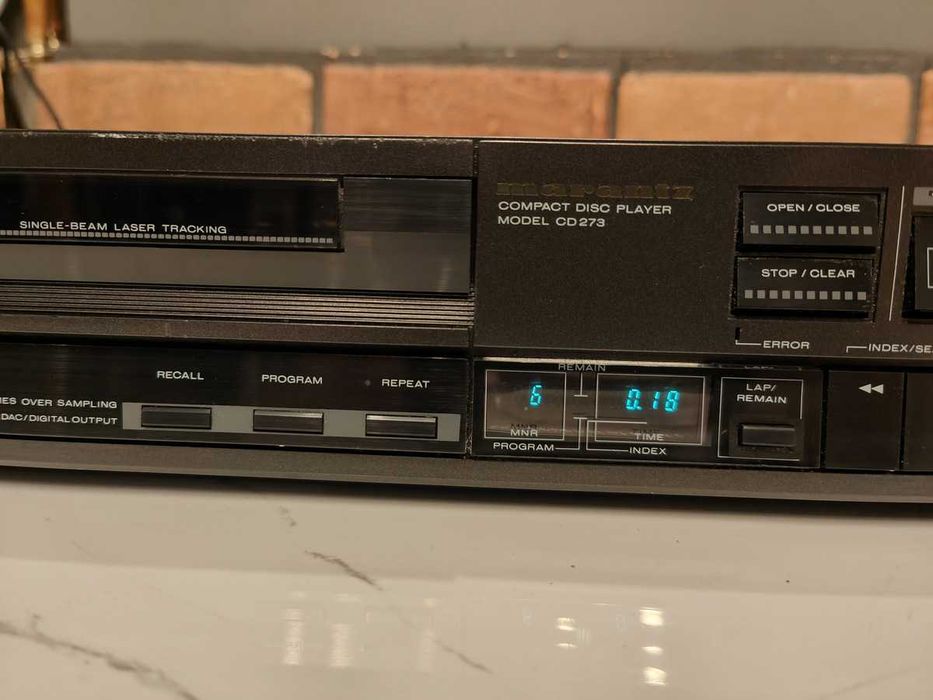 SINGLE-BEAM LASER TRACKING
marantz
COMPACT DISC PLAYER
MODEL CD273
OPEN / CLOSE
STOP / CLEAR
ERROR
INDEX/SE
RECALL
PROGRAM
REPEAT
ES OVER SAMPLING
DAC/DIGITAL OUTPUT
REMAIN
6
0.18
MNR
TIME
PROGRAM
INDEX
LAP/
REMAIN